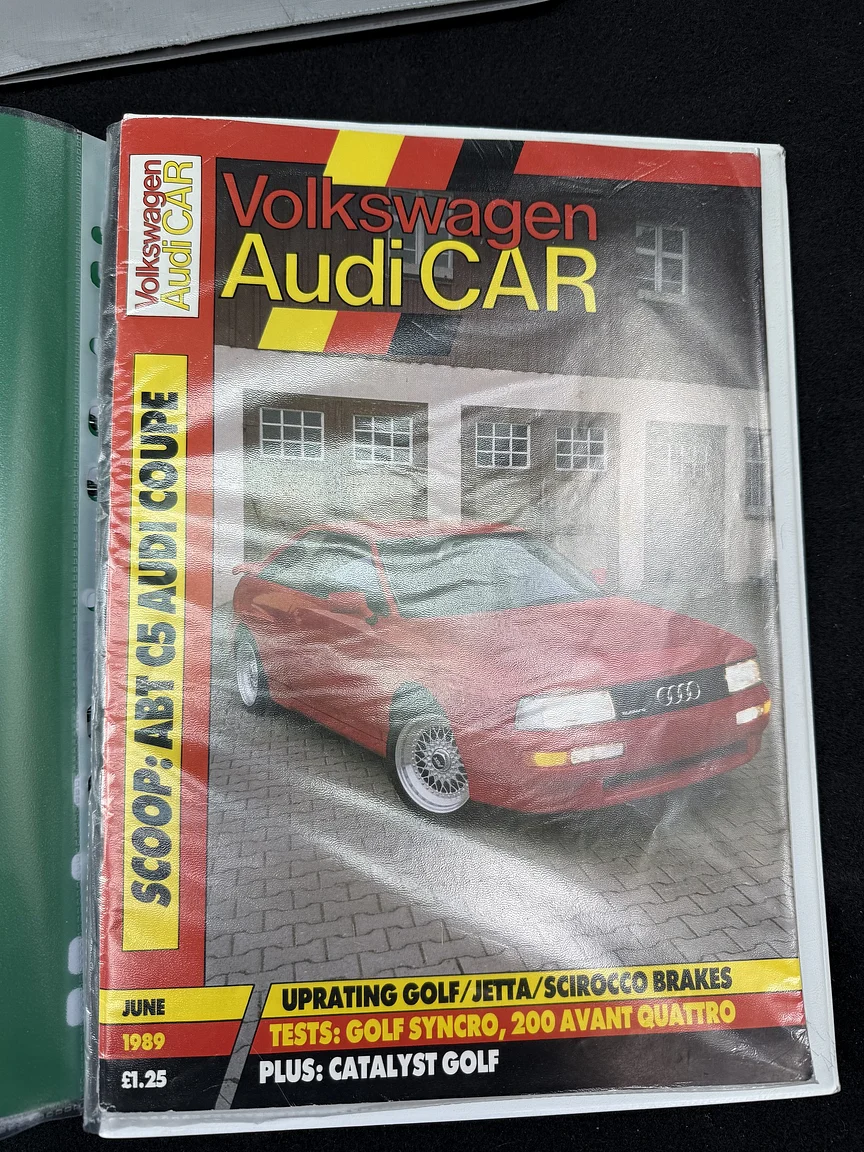 Volkswagen
Audi CAR
Volkswagen
Audi CAR
SCOOP: ABT C5 AUDI COUPE
JUNE
1989
£1.25
UPRATING GOLF/JETTA/SCIROCCO BRAKES
TESTS: GOLF SYNCRO, 200 AVANT QUATTRO
PLUS: CATALYST GOLF